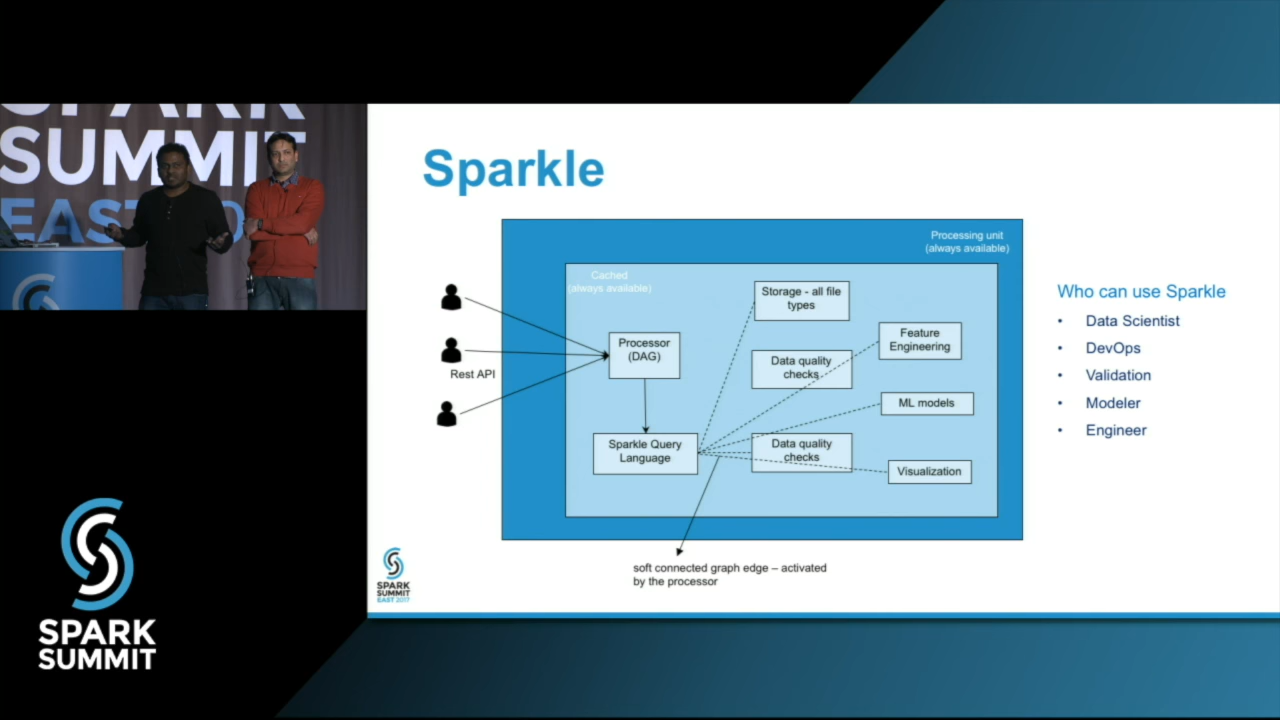 SPARK
SUMMIT
EAST 20
Sparkle
Processing unit
(always available)
Cached
(always available)
Storage - all file
types
Feature
Engineering
Processor
(DAG)
Data quality
checks
Rest API
ML models
Sparkle Query
Language
Data quality
checks
Visualization
soft connected graph edge – activated
by the processor
Who can use Sparkle
• Data Scientist
• DevOps
• Validation
• Modeler
• Engineer
SPARK
SUMMIT
EAST 2017
SPARK
SUMMIT